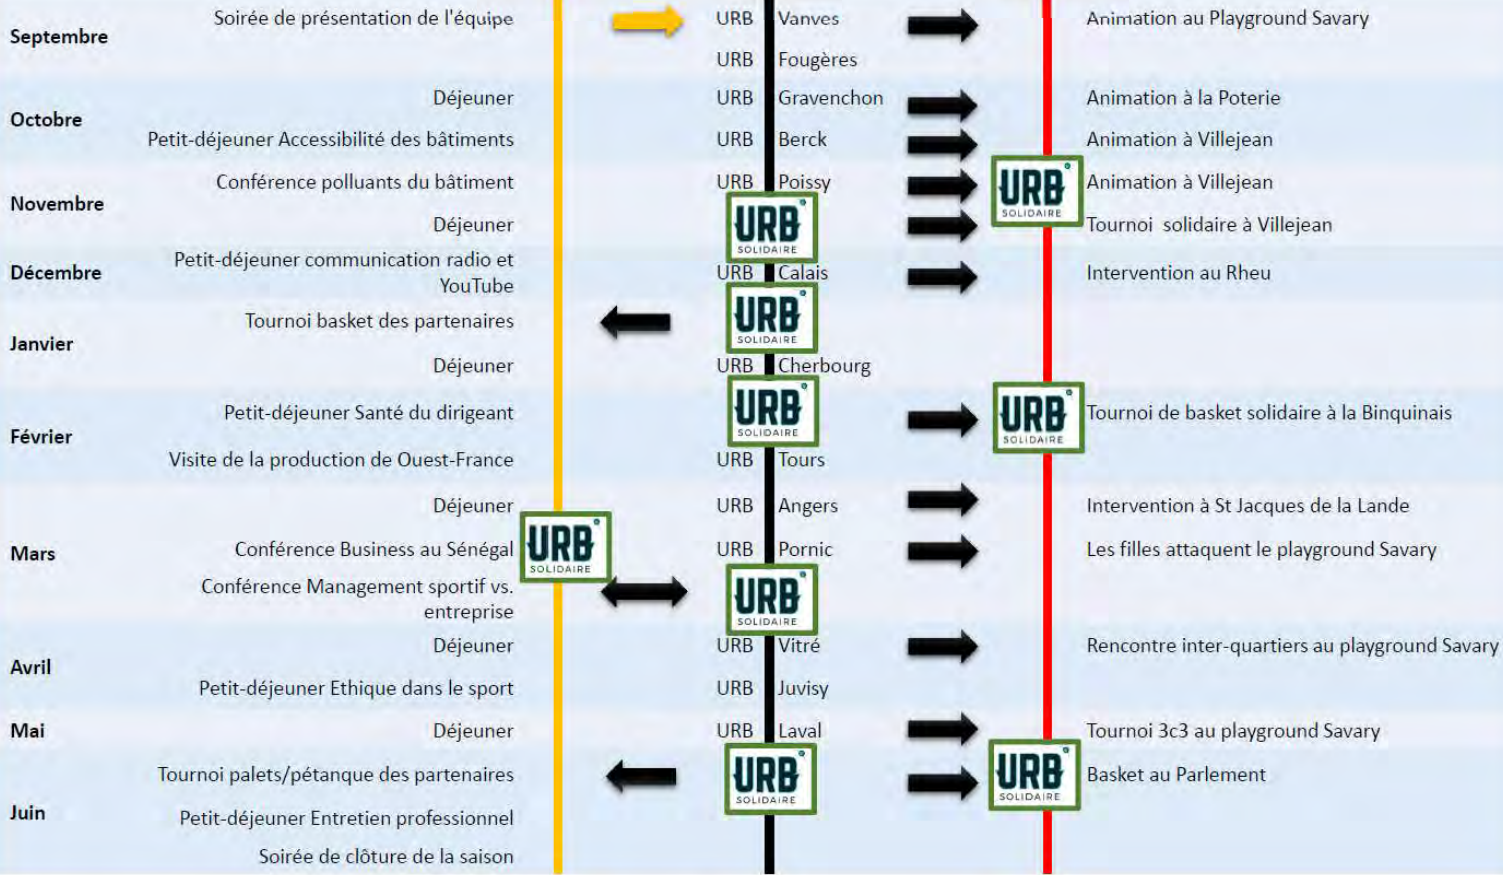 Septembre
Soirée de présentation de l'équipe
URB Vanves
Animation au Playground Savary
URB Fougères
Octobre
Déjeuner
URB Gravenchon
Animation à la Poterie
Petit-déjeuner Accessibilité des bâtiments
URB Berck
Animation à Villejean
Novembre
Conférence polluants du bâtiment
URB Poissy
URB
SOLIDAIRE
Animation à Villejean
Déjeuner
URB
SOLIDAIRE
Tournoi solidaire à Villejean
Décembre
Petit-déjeuner communication radio et
YouTube
URB Calais
Intervention au Rheu
Janvier
Tournoi basket des partenaires
URB
SOLIDAIRE
Déjeuner
URB Cherbourg
Février
Petit-déjeuner Santé du dirigeant
URB
SOLIDAIRE
URB
SOLIDAIRE
Tournoi de basket solidaire à la Binquinais
Visite de la production de Ouest-France
URB Tours
Mars
Déjeuner
URB Angers
Intervention à St Jacques de la Lande
Conférence Business au Sénégal
URB
SOLIDAIRE
URB Pornic
Les filles attaquent le playground Savary
Conférence Management sportif vs.
entreprise
URB
SOLIDAIRE
Avril
Déjeuner
URB Vitré
Rencontre inter-quartiers au playground Savary
Petit-déjeuner Ethique dans le sport
URB Juvisy
Mai
Déjeuner
URB Laval
Tournoi 3c3 au playground Savary
Juin
Tournoi palets/pétanque des partenaires
URB
SOLIDAIRE
URB
SOLIDAIRE
Basket au Parlement
Petit-déjeuner Entretien professionnel
Soirée de clôture de la saison